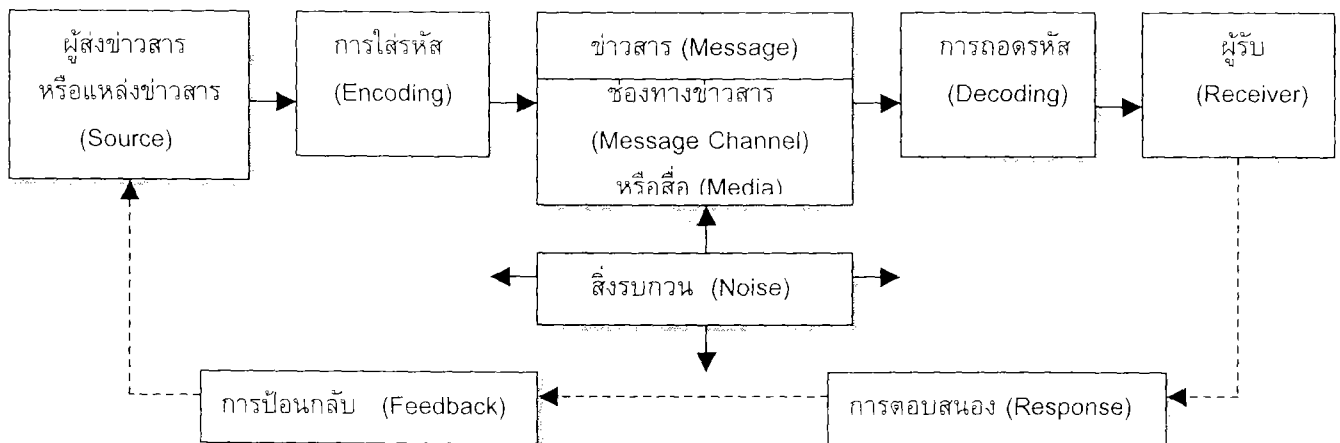 ผู้ส่งข่าวสาร
หรือแหล่งข่าวสาร
(Source)
การใส่รหัส
(Encoding)
ข่าวสาร (Message)
ช่องทางข่าวสาร
(Message Channel)
หรือสื่อ (Media)
การถอดรหัส
(Decoding)
ผู้รับ
(Receiver)
สิ่งรบกวน (Noise)
การป้อนกลับ (Feedback)
การตอบสนอง (Response)